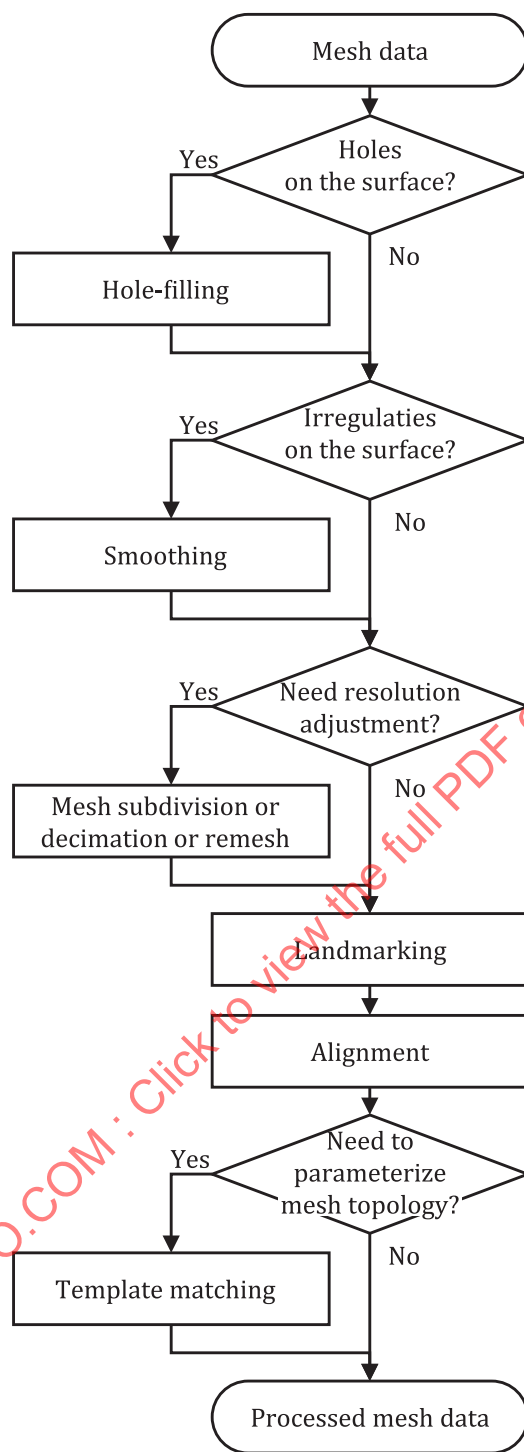 Mesh data
Holes
on the surface?
Yes
No
Hole-filling
Irregulaties
on the surface?
Yes
No
Smoothing
Need resolution
adjustment?
Yes
No
Mesh subdivision or
decimation or remesh
Landmarking
Alignment
Need to
parameterize
mesh topology?
Yes
No
Template matching
Processed mesh data
.COM : Click to view the full PDF